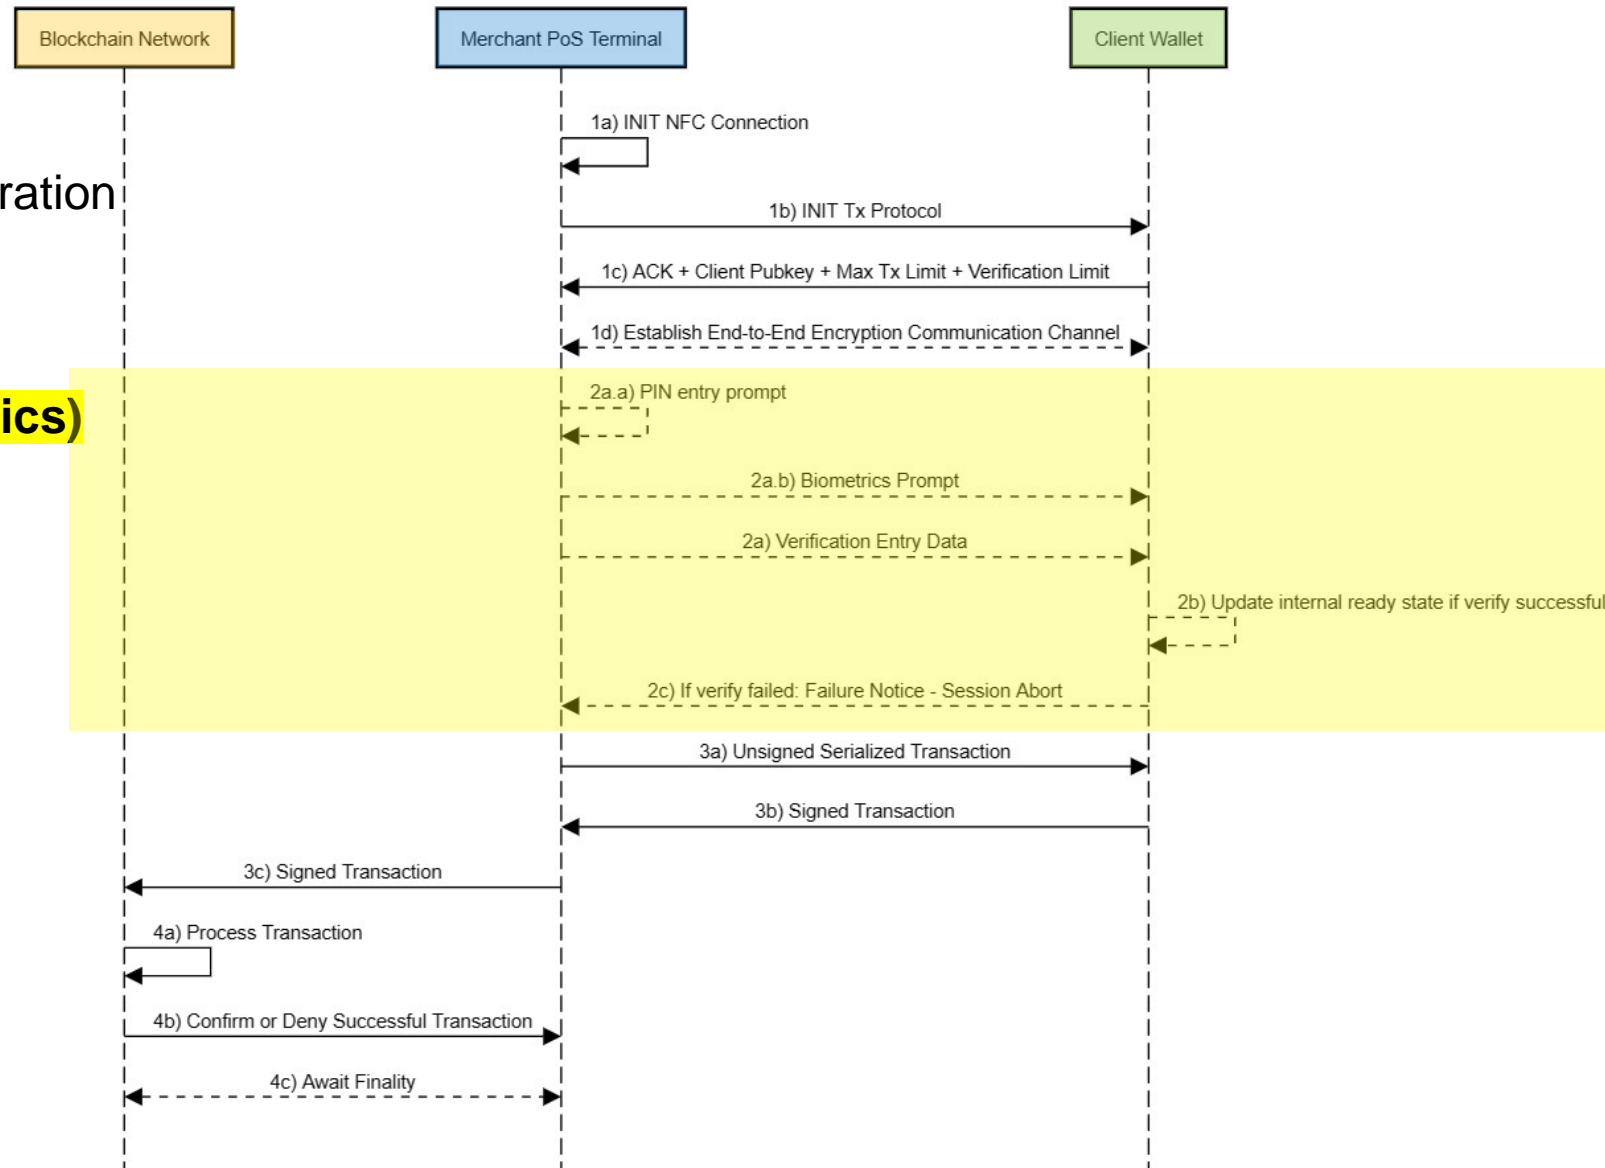 Blockchain Network
Merchant PoS Terminal
Client Wallet
1a) INIT NFC Connection
ration
1b) INIT Tx Protocol
1c) ACK + Client Pubkey + Max Tx Limit + Verification Limit
1d) Establish End-to-End Encryption Communication Channel
2a.a) PIN entry prompt
ics)
2a.b) Biometrics Prompt
2a) Verification Entry Data
2b) Update internal ready state if verify successful
2c) If verify failed: Failure Notice - Session Abort
3a) Unsigned Serialized Transaction
3b) Signed Transaction
3c) Signed Transaction
4a) Process Transaction
4b) Confirm or Deny Successful Transaction
4c) Await Finality